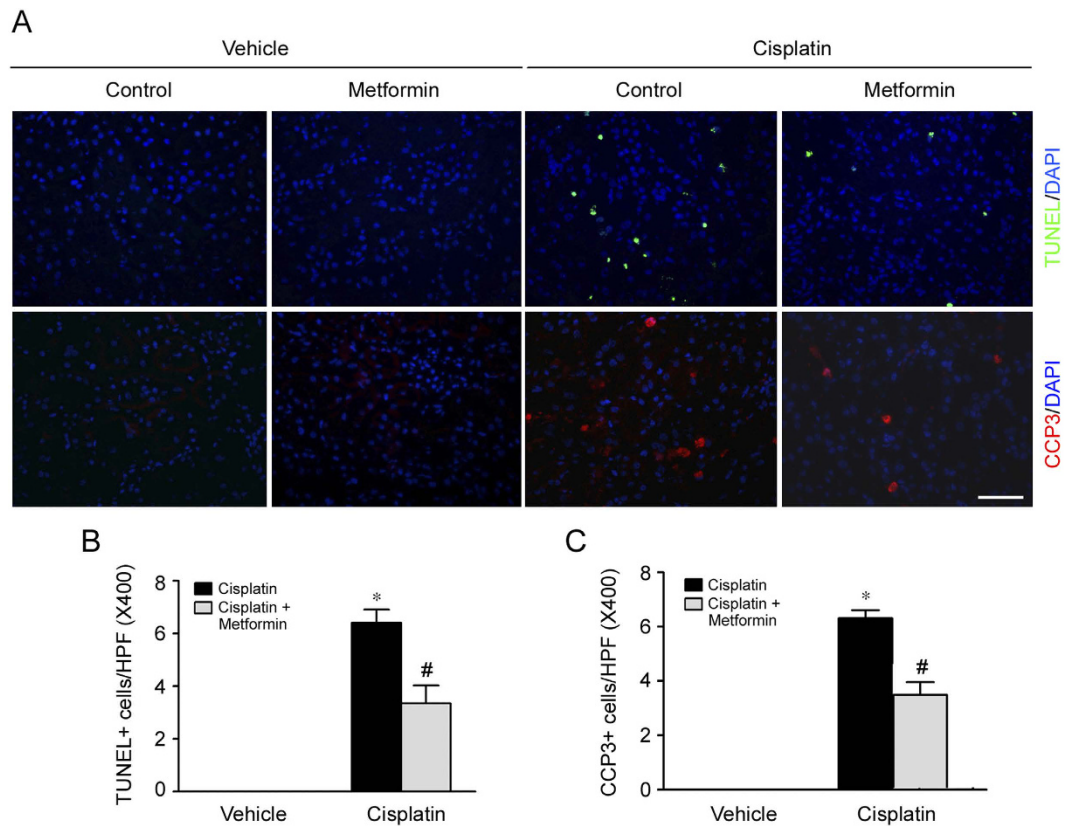 A
Vehicle
Cisplatin
Control
Metformin
Control
Metformin
TUNEL/DAPI
CCP3/DAPI
B
TUNEL+ cells/HPF (X400)
8
6
4
2
0
Cisplatin
Cisplatin +
Metformin
*
#
Vehicle
Cisplatin
C
CCP3+ cells/HPF (X400)
8
6
4
2
0
Cisplatin
Cisplatin +
Metformin
*
#
Vehicle
Cisplatin